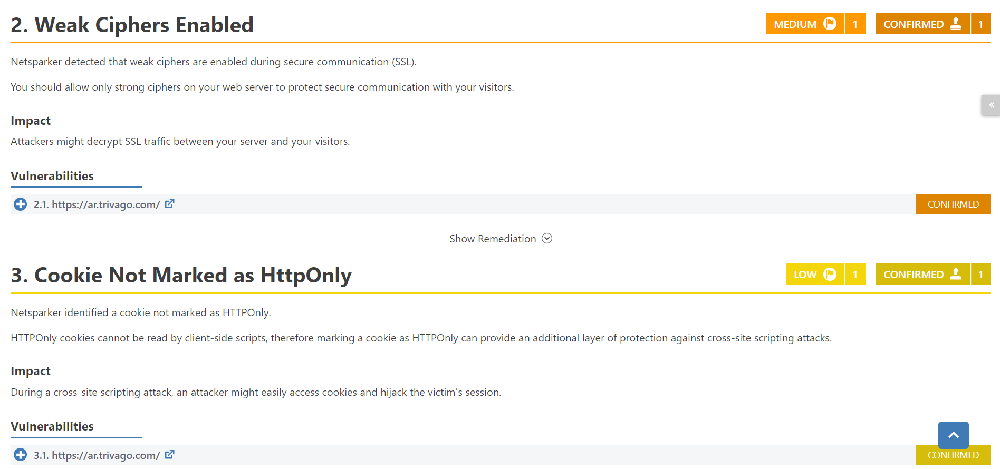 2. Weak Ciphers Enabled
MEDIUM 1 CONFIRMED 1
Netsparker detected that weak ciphers are enabled during secure communication (SSL).
You should allow only strong ciphers on your web server to protect secure communication with your visitors.
«
Impact
Attackers might decrypt SSL traffic between your server and your visitors.
Vulnerabilities
2.1. https://ar.trivago.com/ CONFIRMED
Show Remediation
3. Cookie Not Marked as HttpOnly
LOW 1 CONFIRMED 1
Netsparker identified a cookie not marked as HTTPOnly.
HTTPOnly cookies cannot be read by client-side scripts, therefore marking a cookie as HTTPOnly can provide an additional layer of protection against cross-site scripting attacks.
Impact
During a cross-site scripting attack, an attacker might easily access cookies and hijack the victim's session.
Vulnerabilities
3.1. https://ar.trivago.com/ CONFIRMED